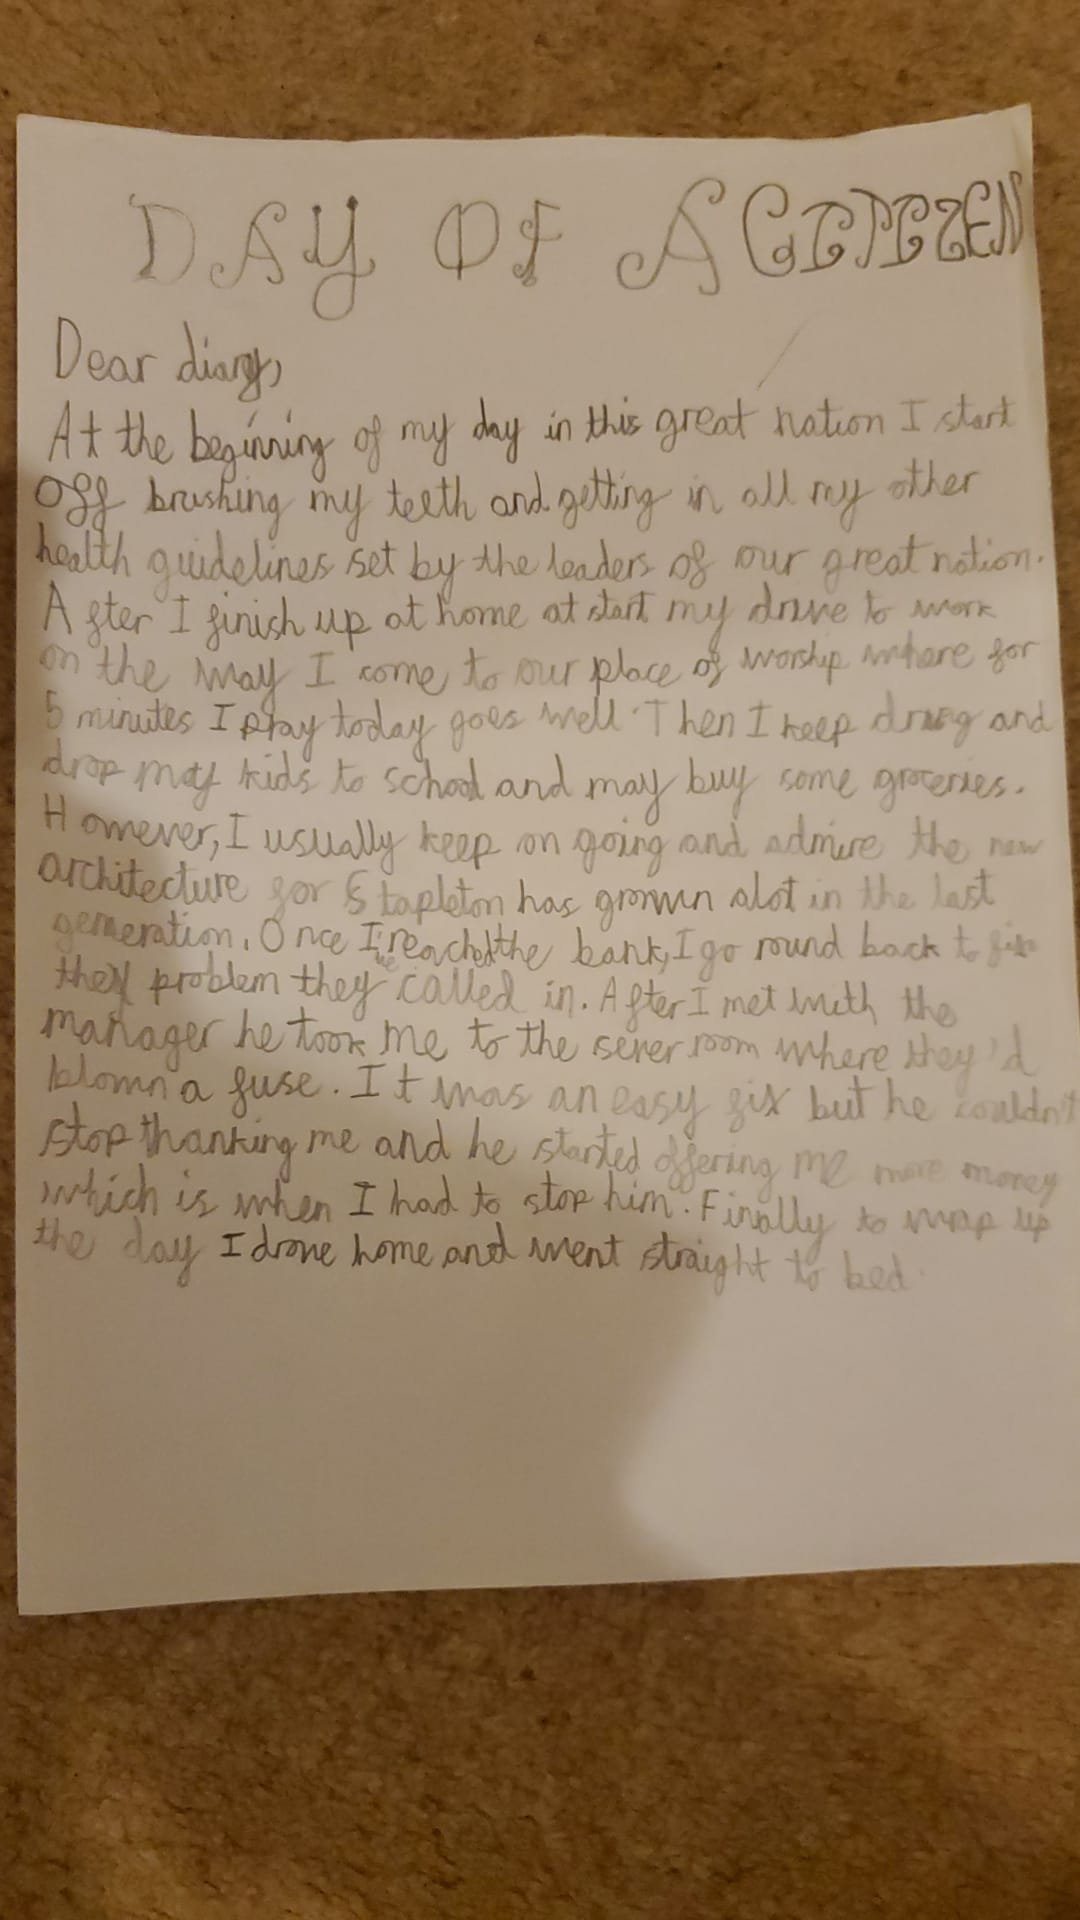 DAY OF A CITIZEN
Dear diary,
At the beginning of my day in this great nation I start
off brushing my teeth and getting in all my other
health guidelines set by the leaders of our great nation.
After I finish up at home at start my drive to work
on the way I come to our place of worship where for
5 minutes I pray today goes well. Then I keep driving and
drop my kids to school and may buy some groceries.
However, I usually keep on going and admire the new
architecture for Stapleton has grown alot in the last
generation. Once I reached the bank, I go round back to fix
the problem they called in. After I met with the
manager he took me to the sever room where they'd
blown a fuse. It was an easy fix but he couldn't
stop thanking me and he started offering me more money
which is when I had to stop him. Finally to wrap up
the day I drove home and went straight to bed.